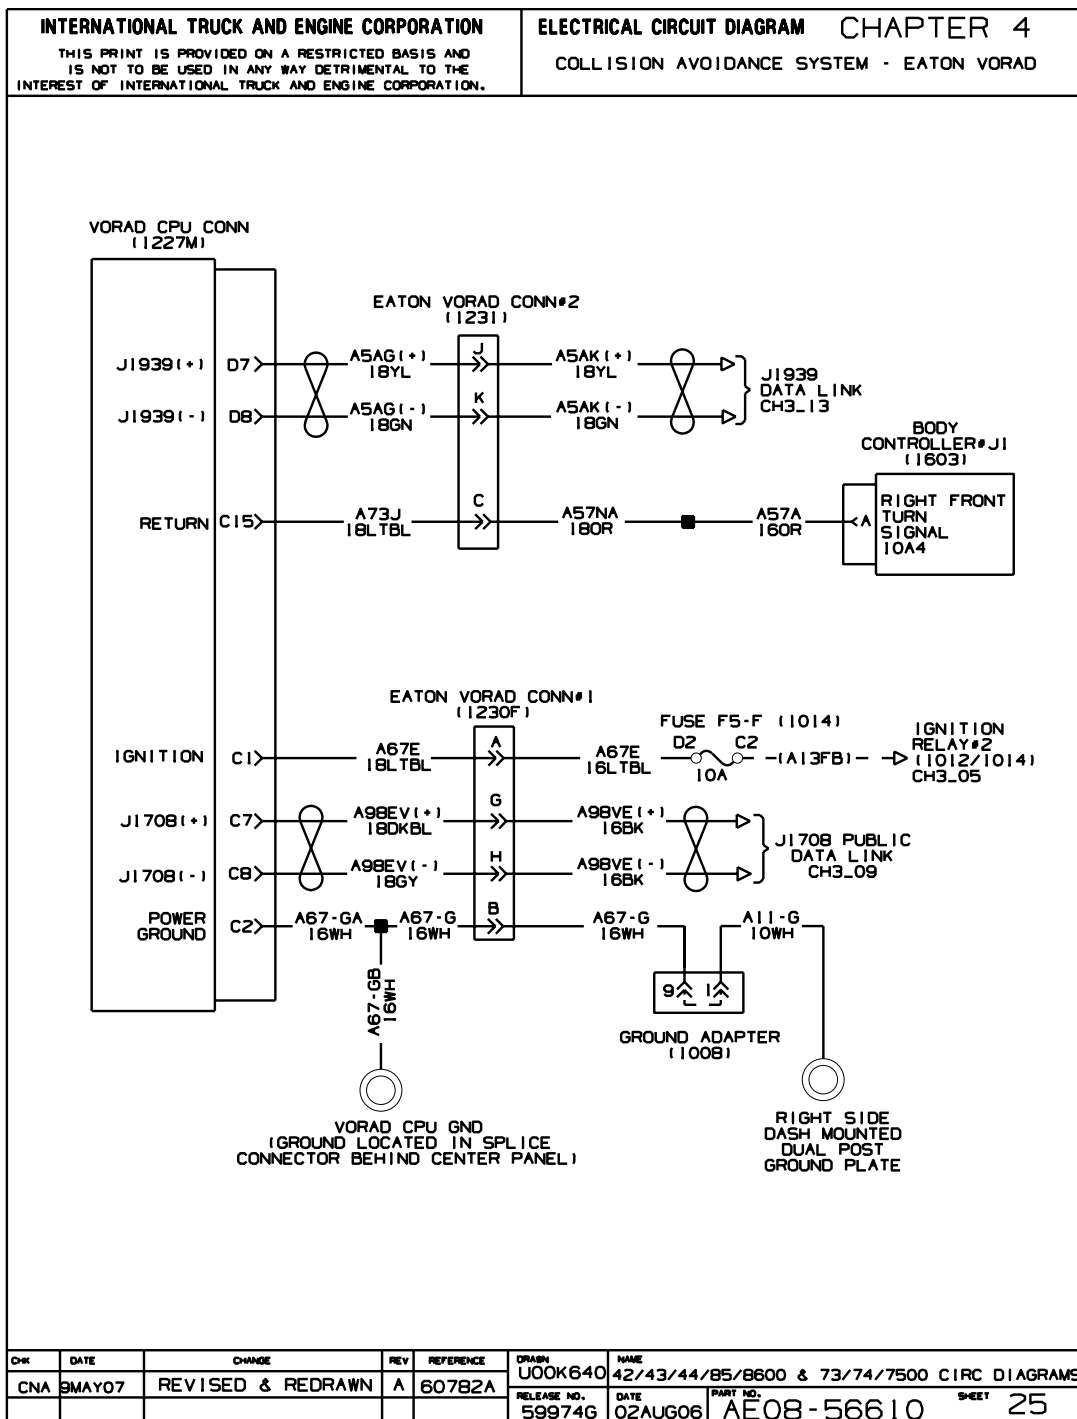 INTERNATIONAL TRUCK AND ENGINE CORPORATION
THIS PRINT IS PROVIDED ON A RESTRICTED BASIS AND
IS NOT TO BE USED IN ANY WAY DETRIMENTAL TO THE
INTEREST OF INTERNATIONAL TRUCK AND ENGINE CORPORATION.
ELECTRICAL CIRCUIT DIAGRAM CHAPTER 4
COLLISION AVOIDANCE SYSTEM - EATON VORAD
VORAD CPU CONN
(1227M)
EATON VORAD CONN#2
(1231)
J1939(+) D7
A5AG(+)
18YL
J
A5AK(+)
18YL
J1939(-) D8
A5AG(-)
18GN
K
A5AK(-)
18GN
J1939
DATA LINK
CH3_13
BODY
CONTROLLER#J1
(1603)
RETURN C15
A73J
18LTBL
C
A57NA
18OR
A57A
16OR
A
RIGHT FRONT
TURN
SIGNAL
10A4
EATON VORAD CONN#1
(1230F)
IGNITION C1
A67E
18LTBL
A
A67E
16LTBL
FUSE F5-F (1014)
D2 C2
10A
(A13FB)
IGNITION
RELAY#2
(1012/1014)
CH3_05
J1708(+) C7
A98EV(+)
18DKBL
G
A98VE(+)
16BK
J1708(-) C8
A98EV(-)
18GY
H
A98VE(-)
16BK
J1708 PUBLIC
DATA LINK
CH3_09
POWER
GROUND
C2
A67-GA
16WH
A67-G
16WH
B
A67-G
16WH
A11-G
10WH
A67-GB
16WH
9 1
GROUND ADAPTER
(1008)
VORAD CPU GND
(GROUND LOCATED IN SPLICE
CONNECTOR BEHIND CENTER PANEL)
RIGHT SIDE
DASH MOUNTED
DUAL POST
GROUND PLATE
CHK DATE CHANGE REV REFERENCE
CNA 9MAY07 REVISED & REDRAWN A 60782A
DRAWN
U00K640
NAME
42/43/44/85/8600 & 73/74/7500 CIRC DIAGRAMS
RELEASE NO.
59974G
DATE
02AUG06
PART NO.
AE08-56610
SHEET 25